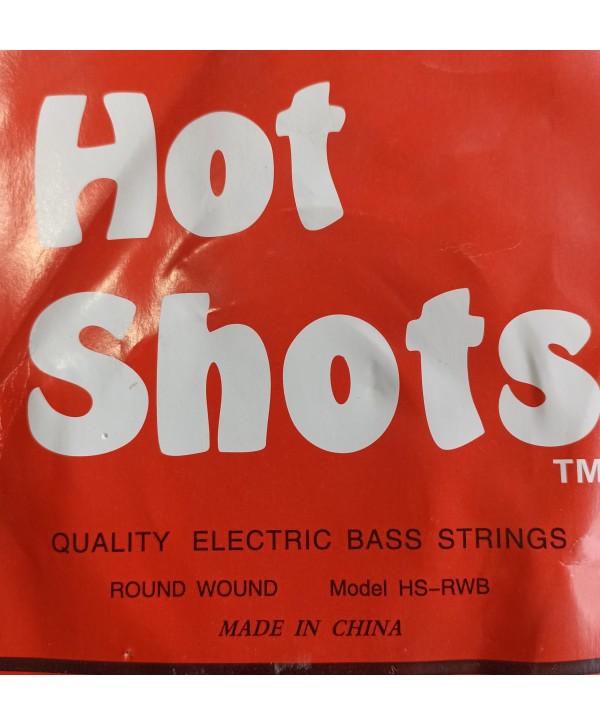 Hot
Shots
TM
QUALITY ELECTRIC BASS STRINGS
ROUND WOUND Model HS-RWB
MADE IN CHINA